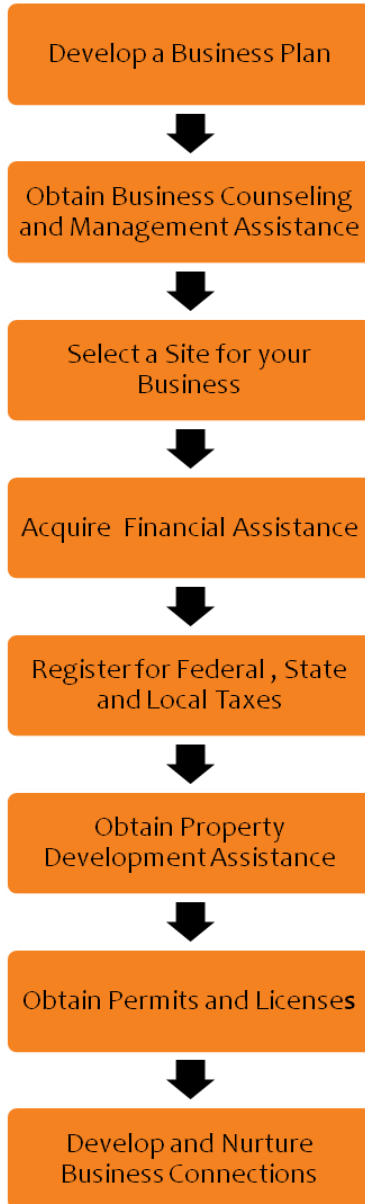 Develop a Business Plan
Obtain Business Counseling
and Management Assistance
Select a Site for your
Business
Acquire Financial Assistance
Register for Federal , State
and Local Taxes
Obtain Property
Development Assistance
Obtain Permits and Licenses
Develop and Nurture
Business Connections